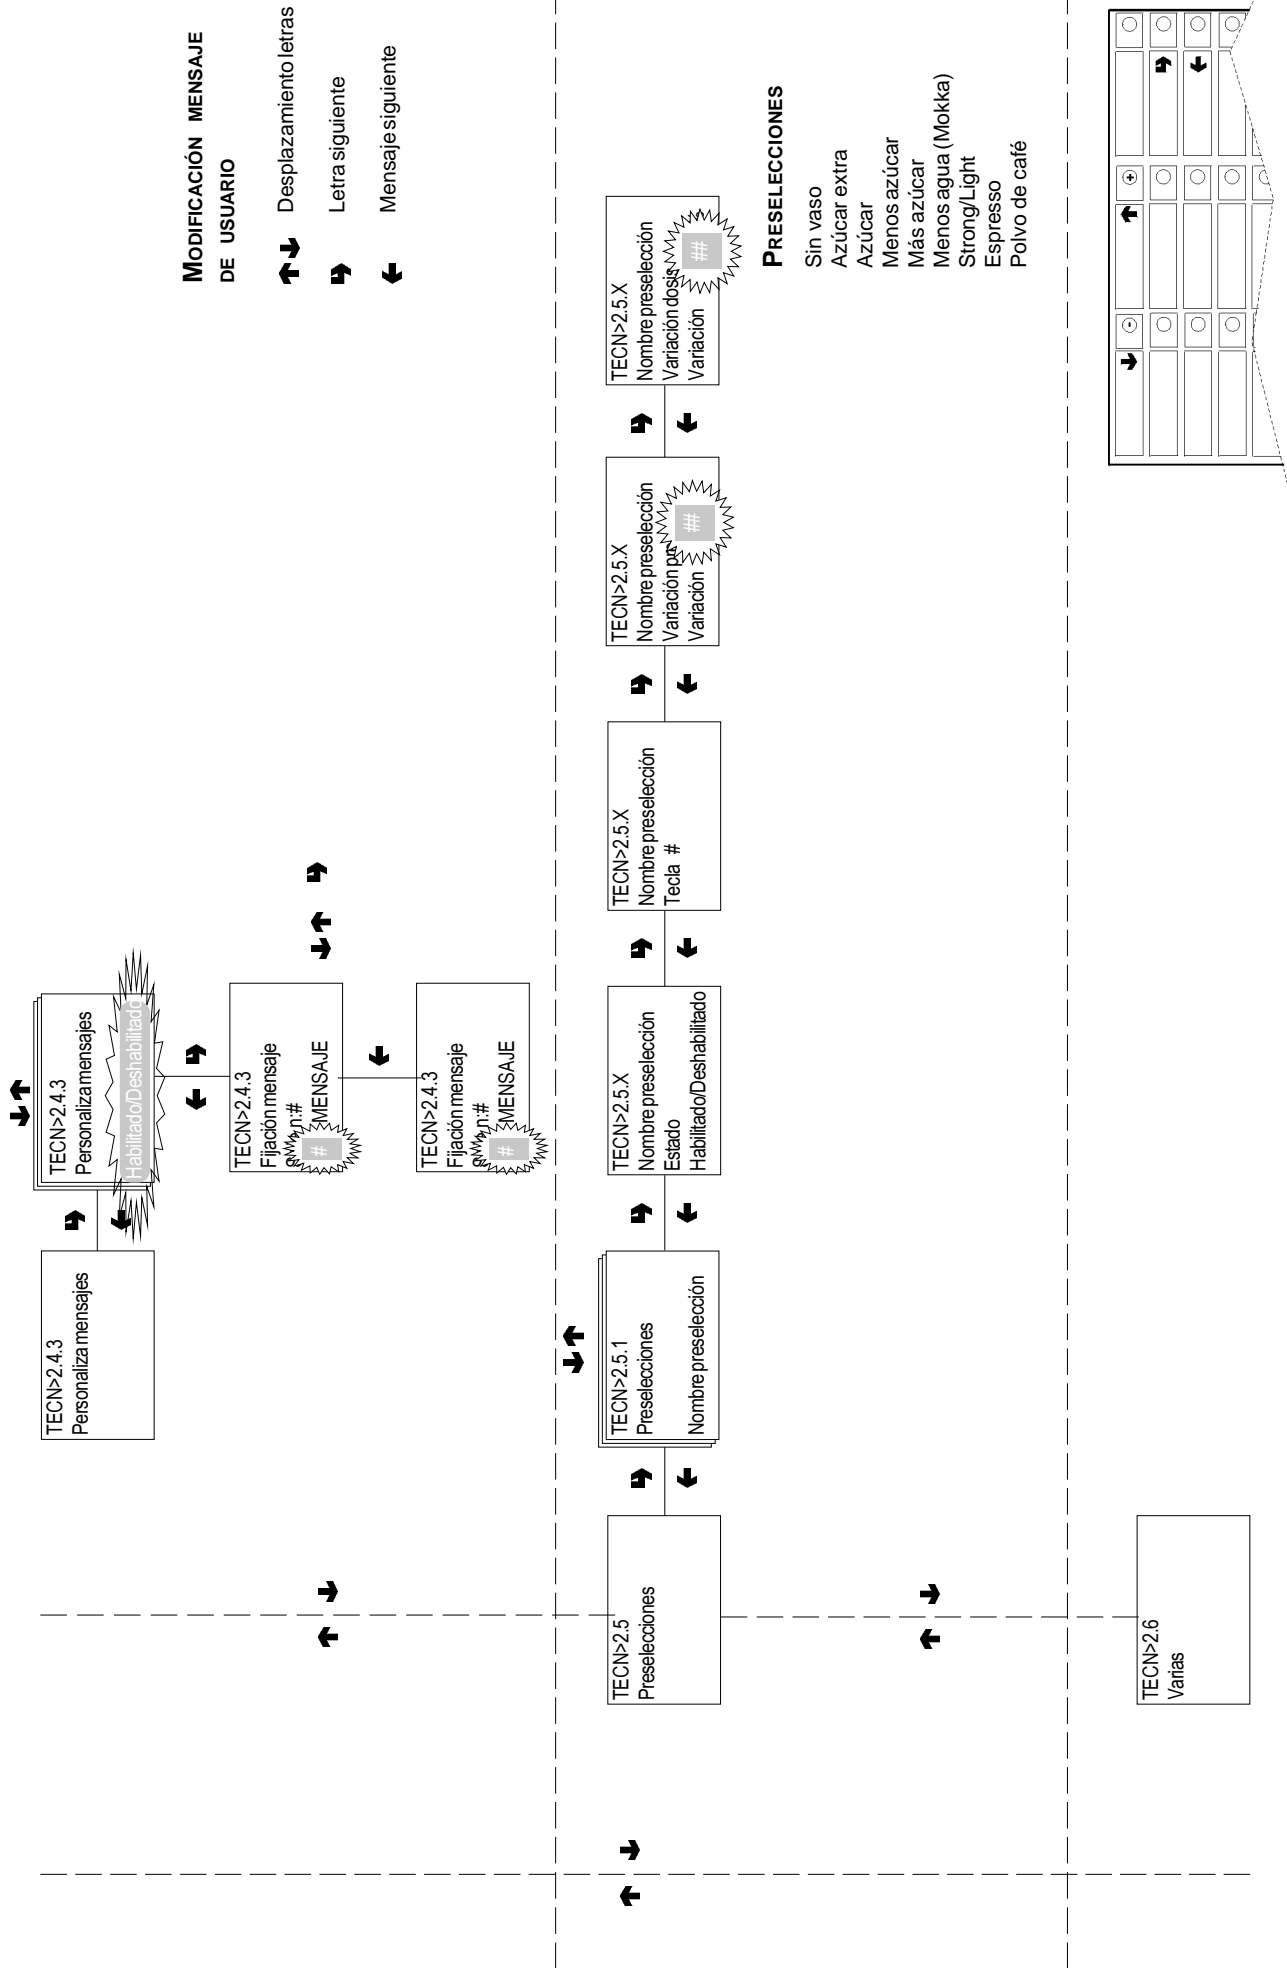 TECN>2.4.3
Personaliza mensajes
TECN>2.4.3
Personaliza mensajes
Habilitado/Deshabilitado
TECN>2.4.3
Fijación mensaje
n:#
# MENSAJE
TECN>2.4.3
Fijación mensaje
n:#
# MENSAJE
MODIFICACIÓN MENSAJE
DE USUARIO
Desplazamiento letras
Letra siguiente
Mensaje siguiente
TECN>2.5
Preselecciones
TECN>2.5.1
Preselecciones
Nombre preselección
TECN>2.5.X
Nombre preselección
Estado
Habilitado/Deshabilitado
TECN>2.5.X
Nombre preselección
Tecla #
TECN>2.5.X
Nombre preselección
Variación
Variación ##
TECN>2.5.X
Nombre preselección
Variación dosis
Variación ##
PRESELECCIONES
Sin vaso
Azúcar extra
Azúcar
Menos azúcar
Más azúcar
Menos agua (Mokka)
Strong/Light
Espresso
Polvo de café
TECN>2.6
Varias
- +